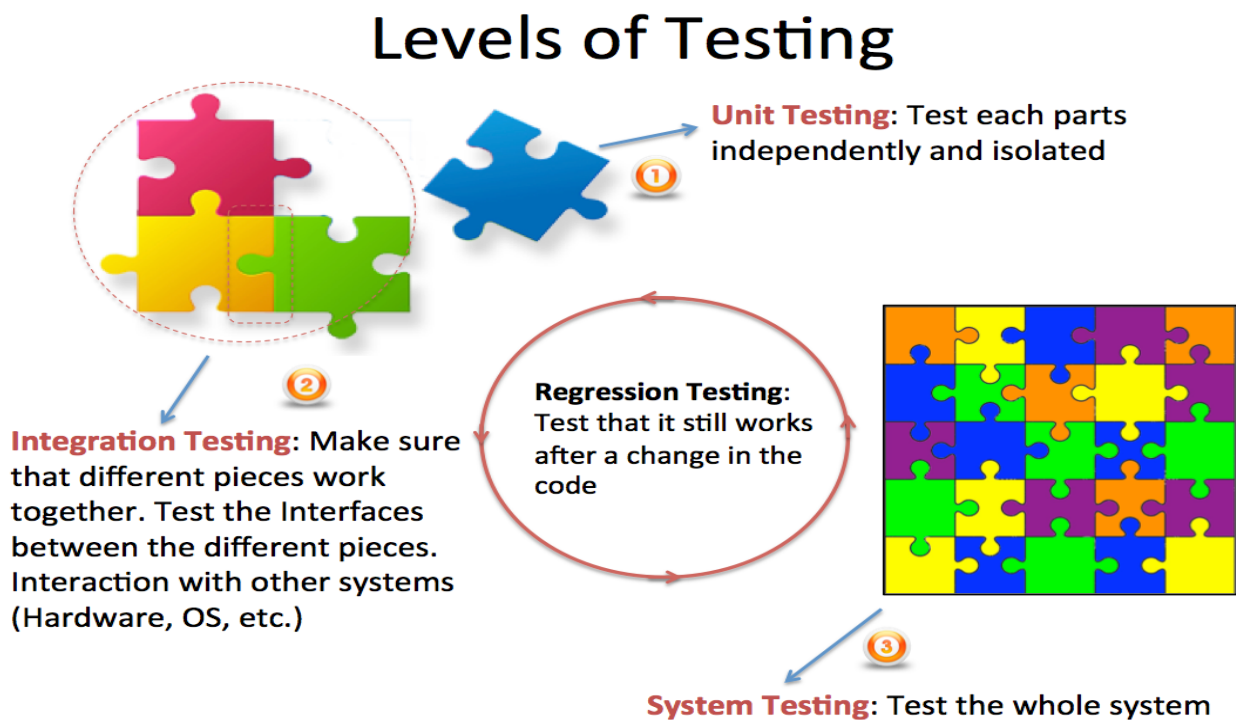 Levels of Testing
Unit Testing: Test each parts
independently and isolated
1
2
Integration Testing: Make sure
that different pieces work
together. Test the Interfaces
between the different pieces.
Interaction with other systems
(Hardware, OS, etc.)
Regression Testing:
Test that it still works
after a change in the
code
3
System Testing: Test the whole system